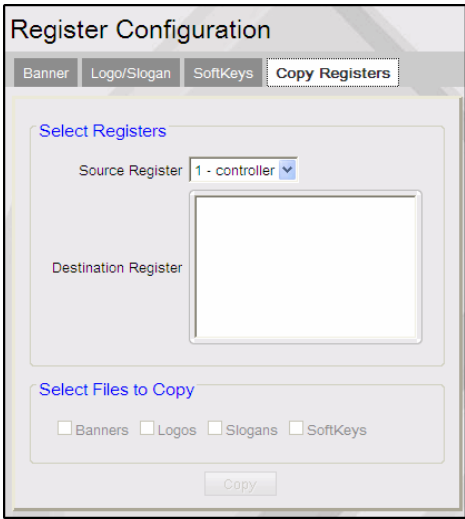 Register Configuration
Banner Logo/Slogan SoftKeys Copy Registers
Select Registers
Source Register 1 - controller
Destination Register
Select Files to Copy
Banners Logos Slogans SoftKeys
Copy